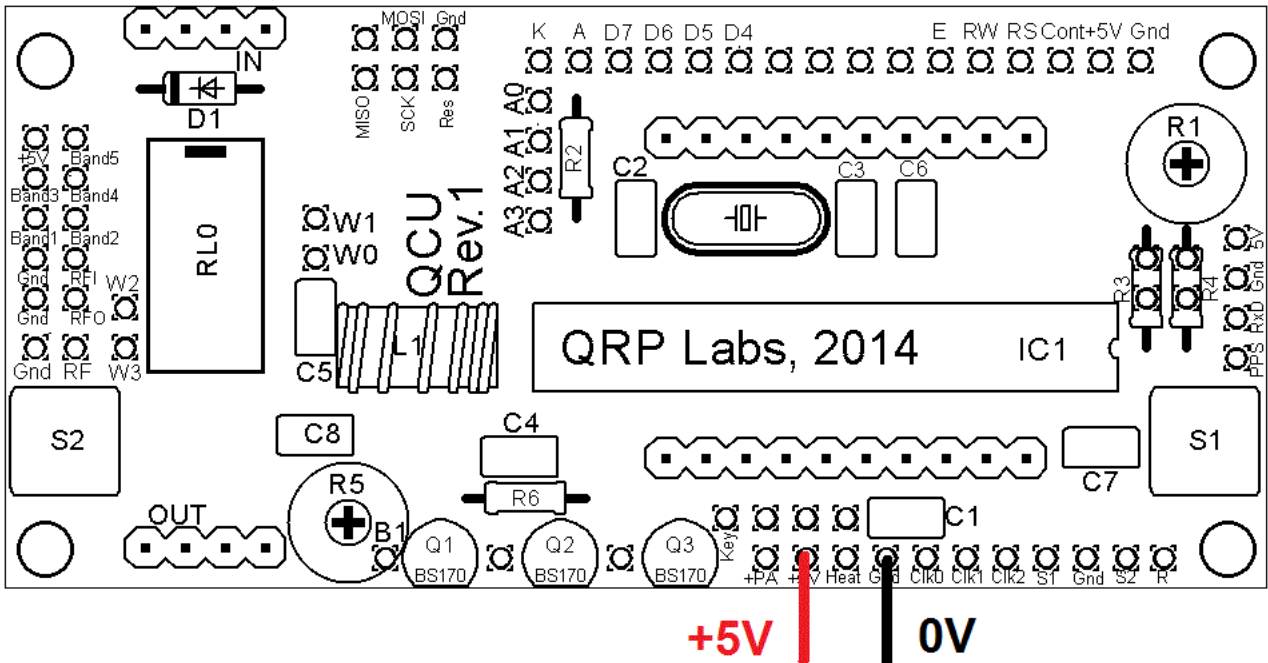 MOSI Gnd
IN
K A D7 D6 D5 D4 E RW RS Cont +5V Gnd
D1
MISO SCK Res
A0
A1
A2
A3
R2
R1
+5V Band5
Band3 Band4
Band1 Band2
Gnd RFI
Gnd RFO
W2
Gnd RF W3
RL0
W1
W0
QCU
Rev.1
C2
C3
C6
5V
Gnd
RxD
PPS
R3
R4
C5
L1
QRP Labs, 2014
IC1
S2
C8
C4
S1
C7
R5
R6
OUT
B1
Q1
BS170
Q2
BS170
Q3
BS170
Key
C1
+PA +5V Heat Gnd Clk0 Clk1 Clk2 S1 Gnd S2 R
+5V
0V